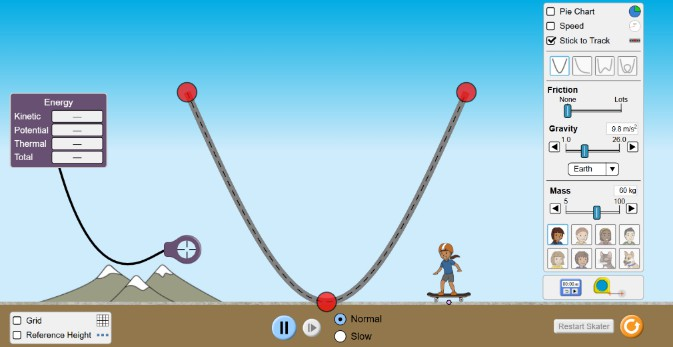 Pie Chart
Speed
Stick to Track
Energy
Kinetic —
Potential —
Thermal —
Total —
Friction
None Lots
Gravity 9.8 m/s²
1.0 26.0
Earth
Mass 60 kg
5 100
Grid
Reference Height
Normal
Slow
Restart Skater